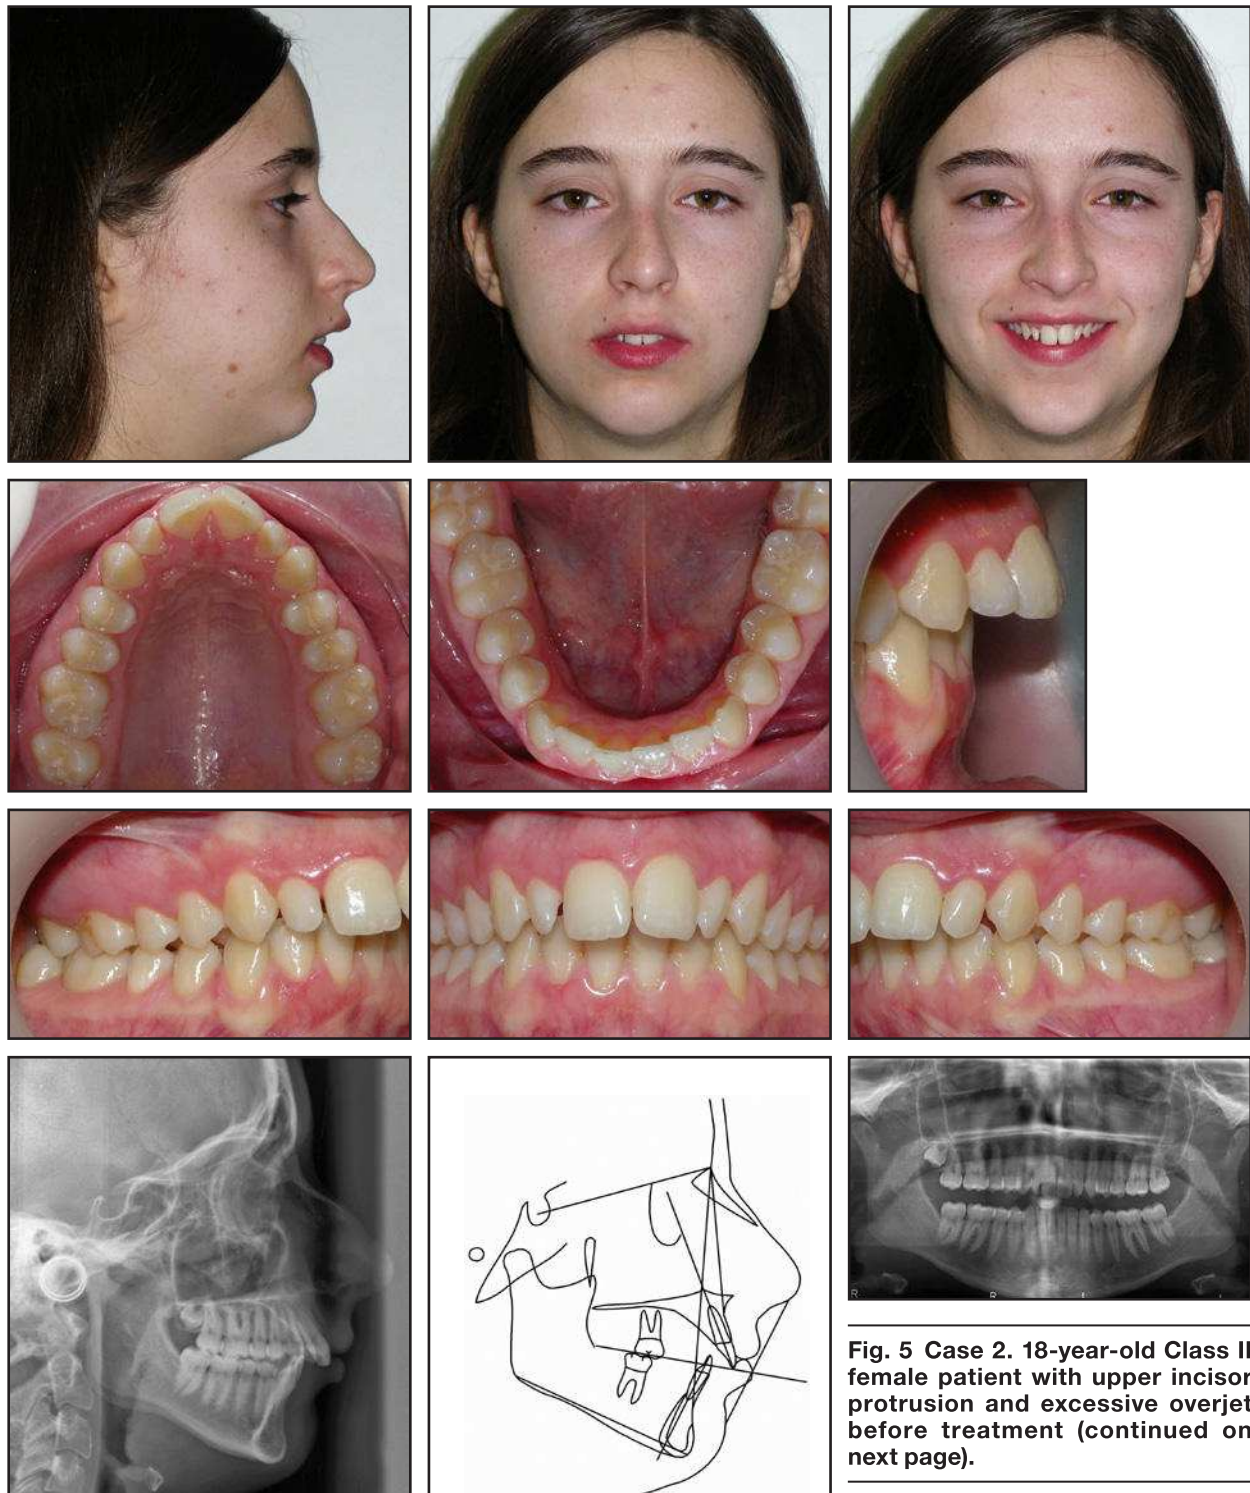 R
R
L
Fig. 5 Case 2. 18-year-old Class II
female patient with upper incisor
protrusion and excessive overjet
before treatment (continued on
next page).